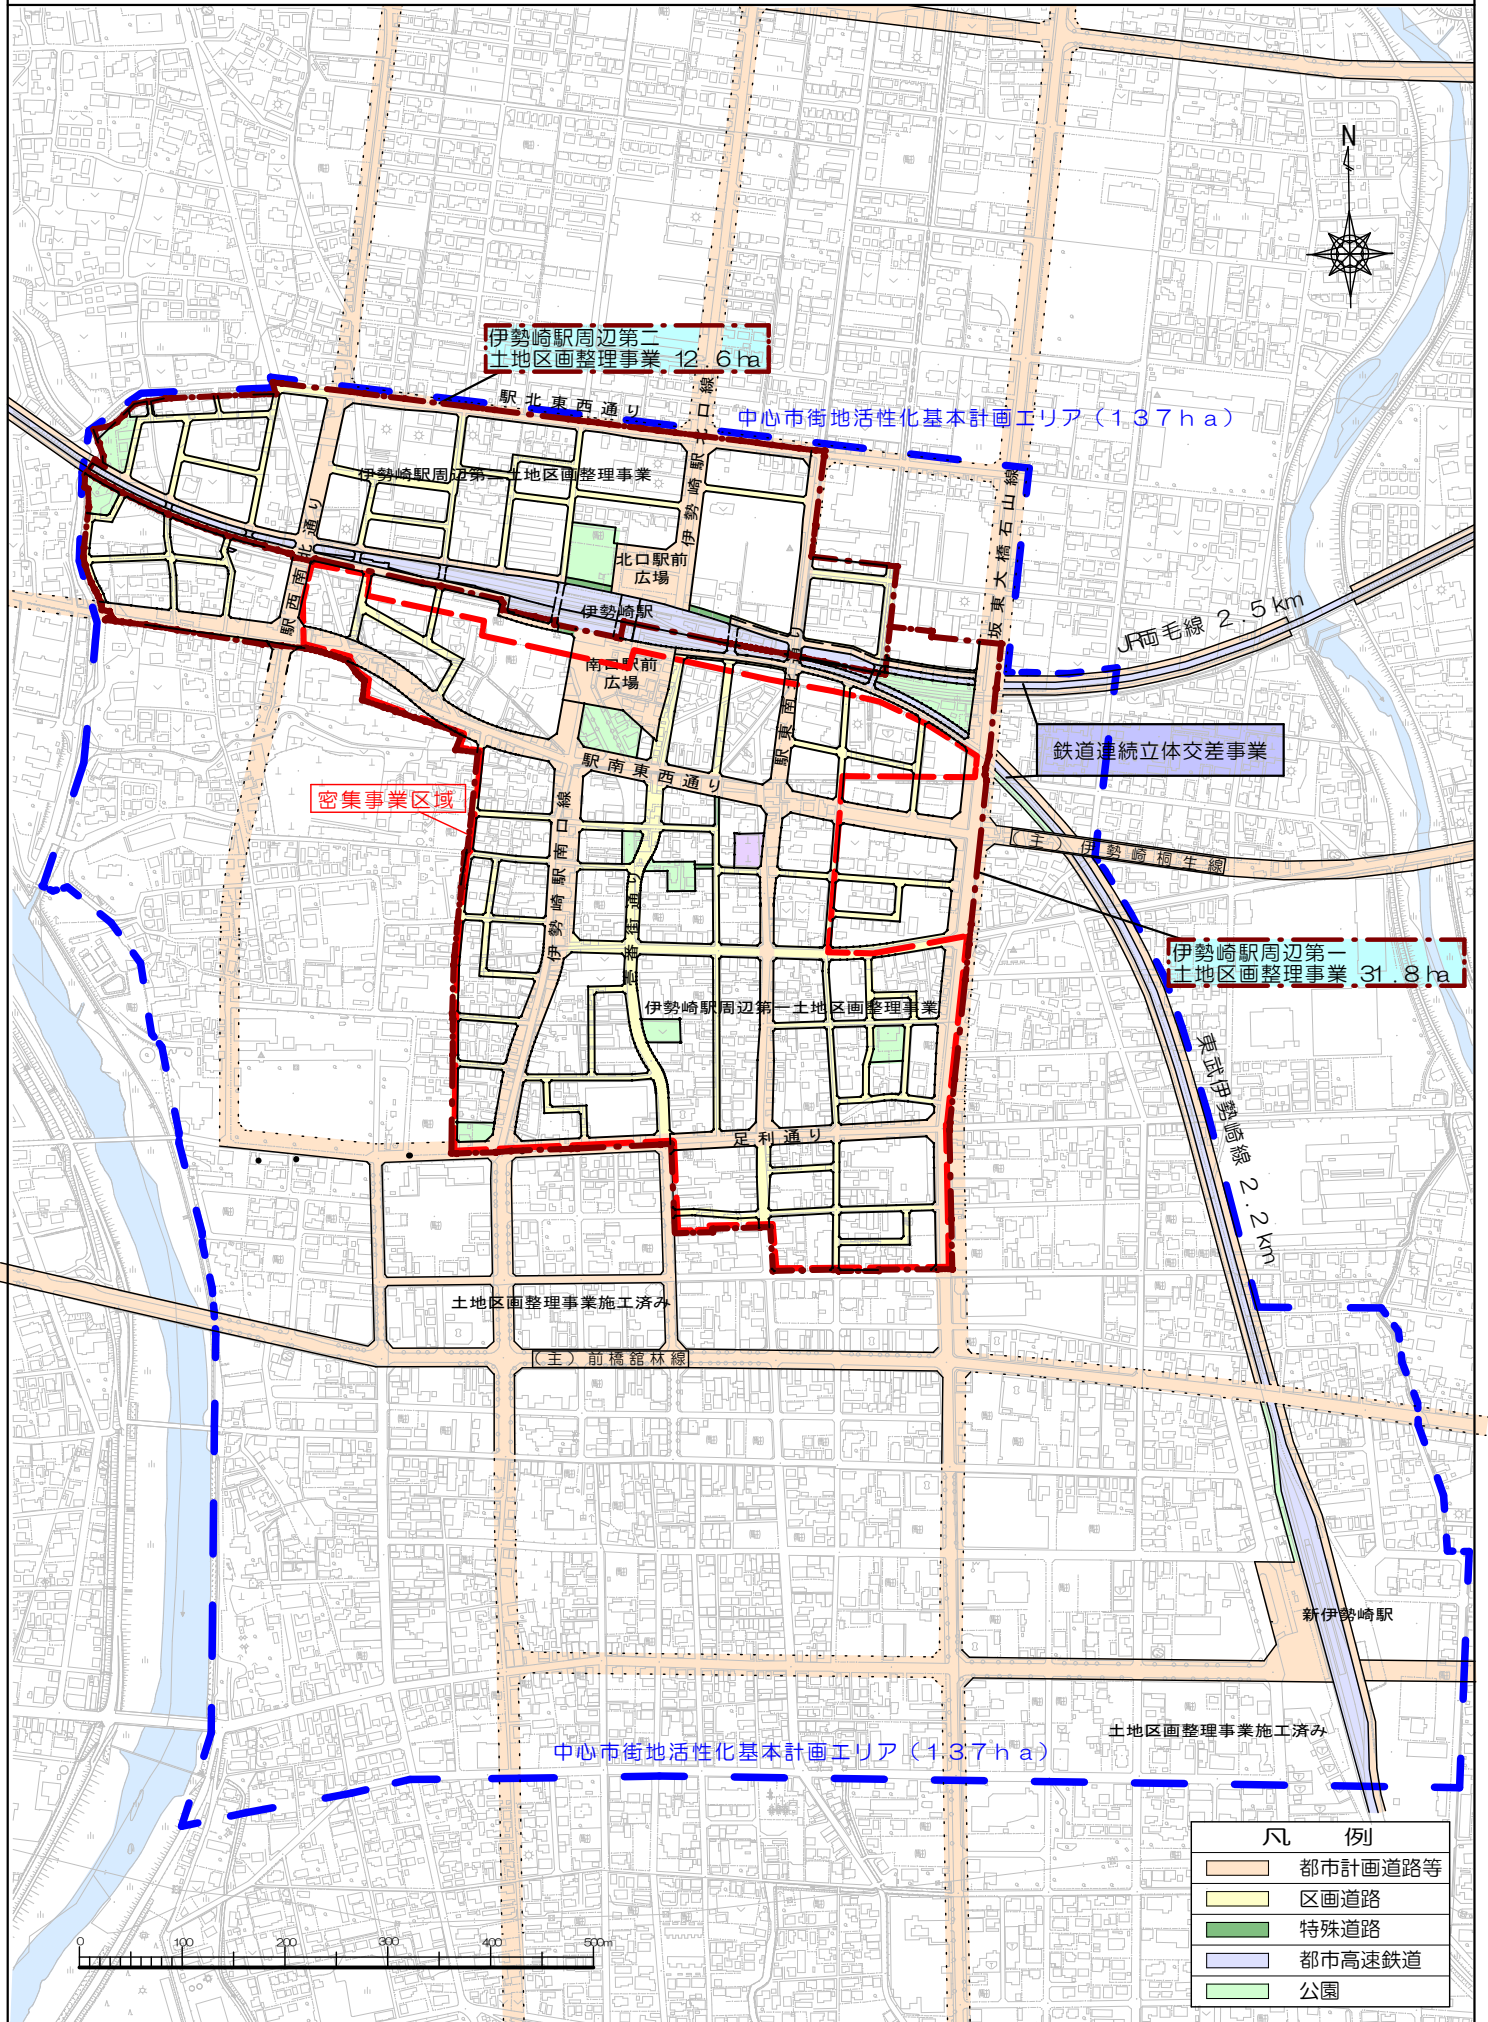 N
伊勢崎駅周辺第二
土地区画整理事業 12.6ha
駅北東西通り
伊勢崎駅北口線
中心市街地活性化基本計画エリア（137ha）
伊勢崎駅周辺第二土地区画整理事業
坂東大橋石山線
駅西南北通り
北口駅前
広場
伊勢崎駅
JR両毛線 2.5km
南口駅前
広場
駅東南北通り
鉄道連続立体交差事業
駅南東西通り
密集事業区域
伊勢崎駅南口線
（主）伊勢崎桐生線
壱番街通り
伊勢崎駅周辺第一
土地区画整理事業 31.8ha
伊勢崎駅周辺第一土地区画整理事業
東武伊勢崎線 2.2km
足利通り
土地区画整理事業施工済み
（主）前橋館林線
新伊勢崎駅
土地区画整理事業施工済み
中心市街地活性化基本計画エリア（137ha）
凡 例
都市計画道路等
区画道路
特殊道路
都市高速鉄道
公園
0 100 200 300 400 500m